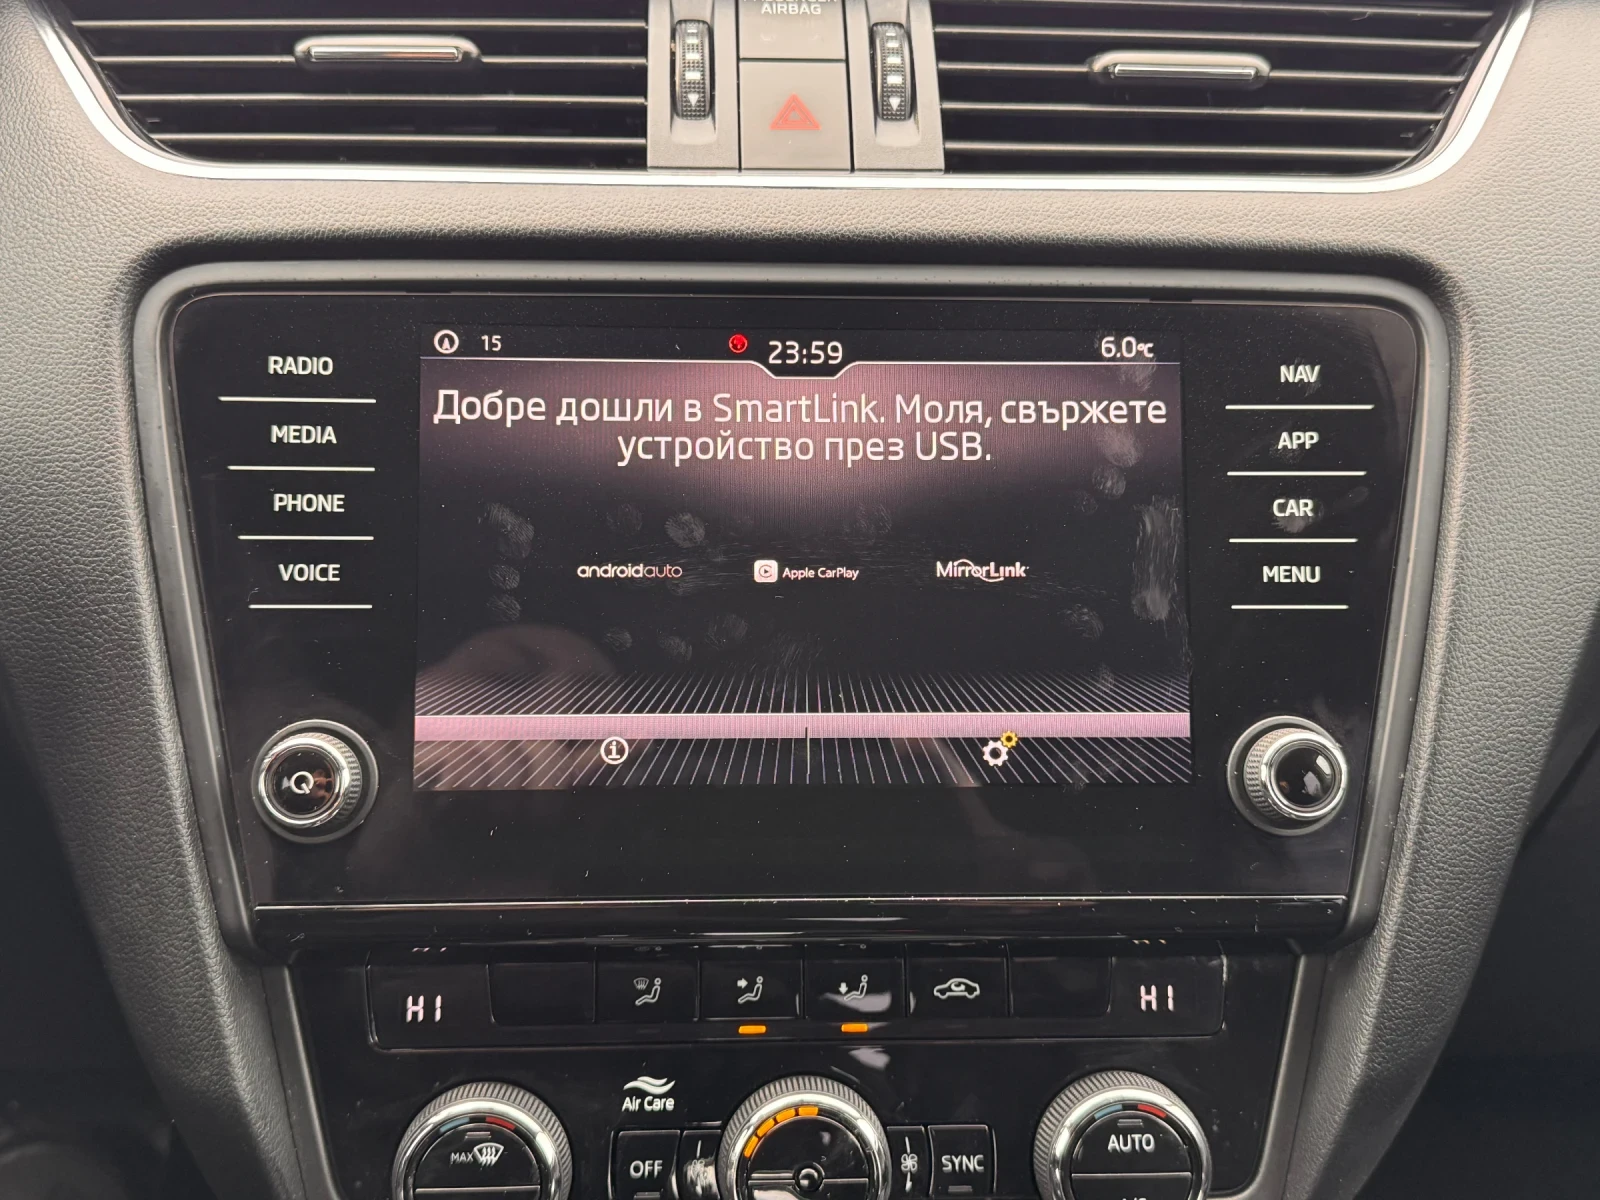 PASSENGER
AIRBAG
15
23:59
6.0°C
RADIO
MEDIA
PHONE
VOICE
Добре дошли в SmartLink. Моля, свържете
устройство през USB.
androidauto
Apple CarPlay
MirrorLink
NAV
APP
CAR
MENU
HI
HI
Air Care
MAX
OFF
SYNC
AUTO